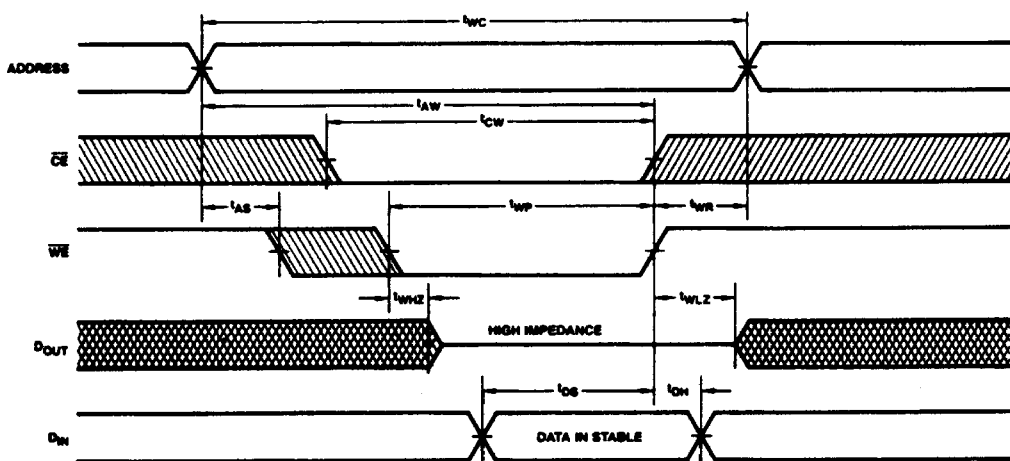 tWC
ADDRESS
tAW
tCW
CE
tAS
tWP
tWR
WE
tWHZ
tWLZ
HIGH IMPEDANCE
DOUT
tDS
tDH
DIN
DATA IN STABLE